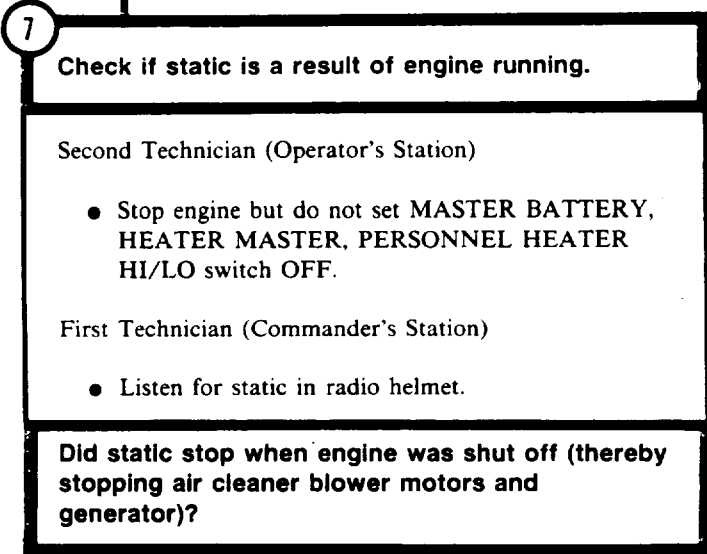 7
Check if static is a result of engine running.
Second Technician (Operator's Station)
● Stop engine but do not set MASTER BATTERY,
HEATER MASTER, PERSONNEL HEATER
HI/LO switch OFF.
First Technician (Commander's Station)
● Listen for static in radio helmet.
Did static stop when engine was shut off (thereby
stopping air cleaner blower motors and
generator)?